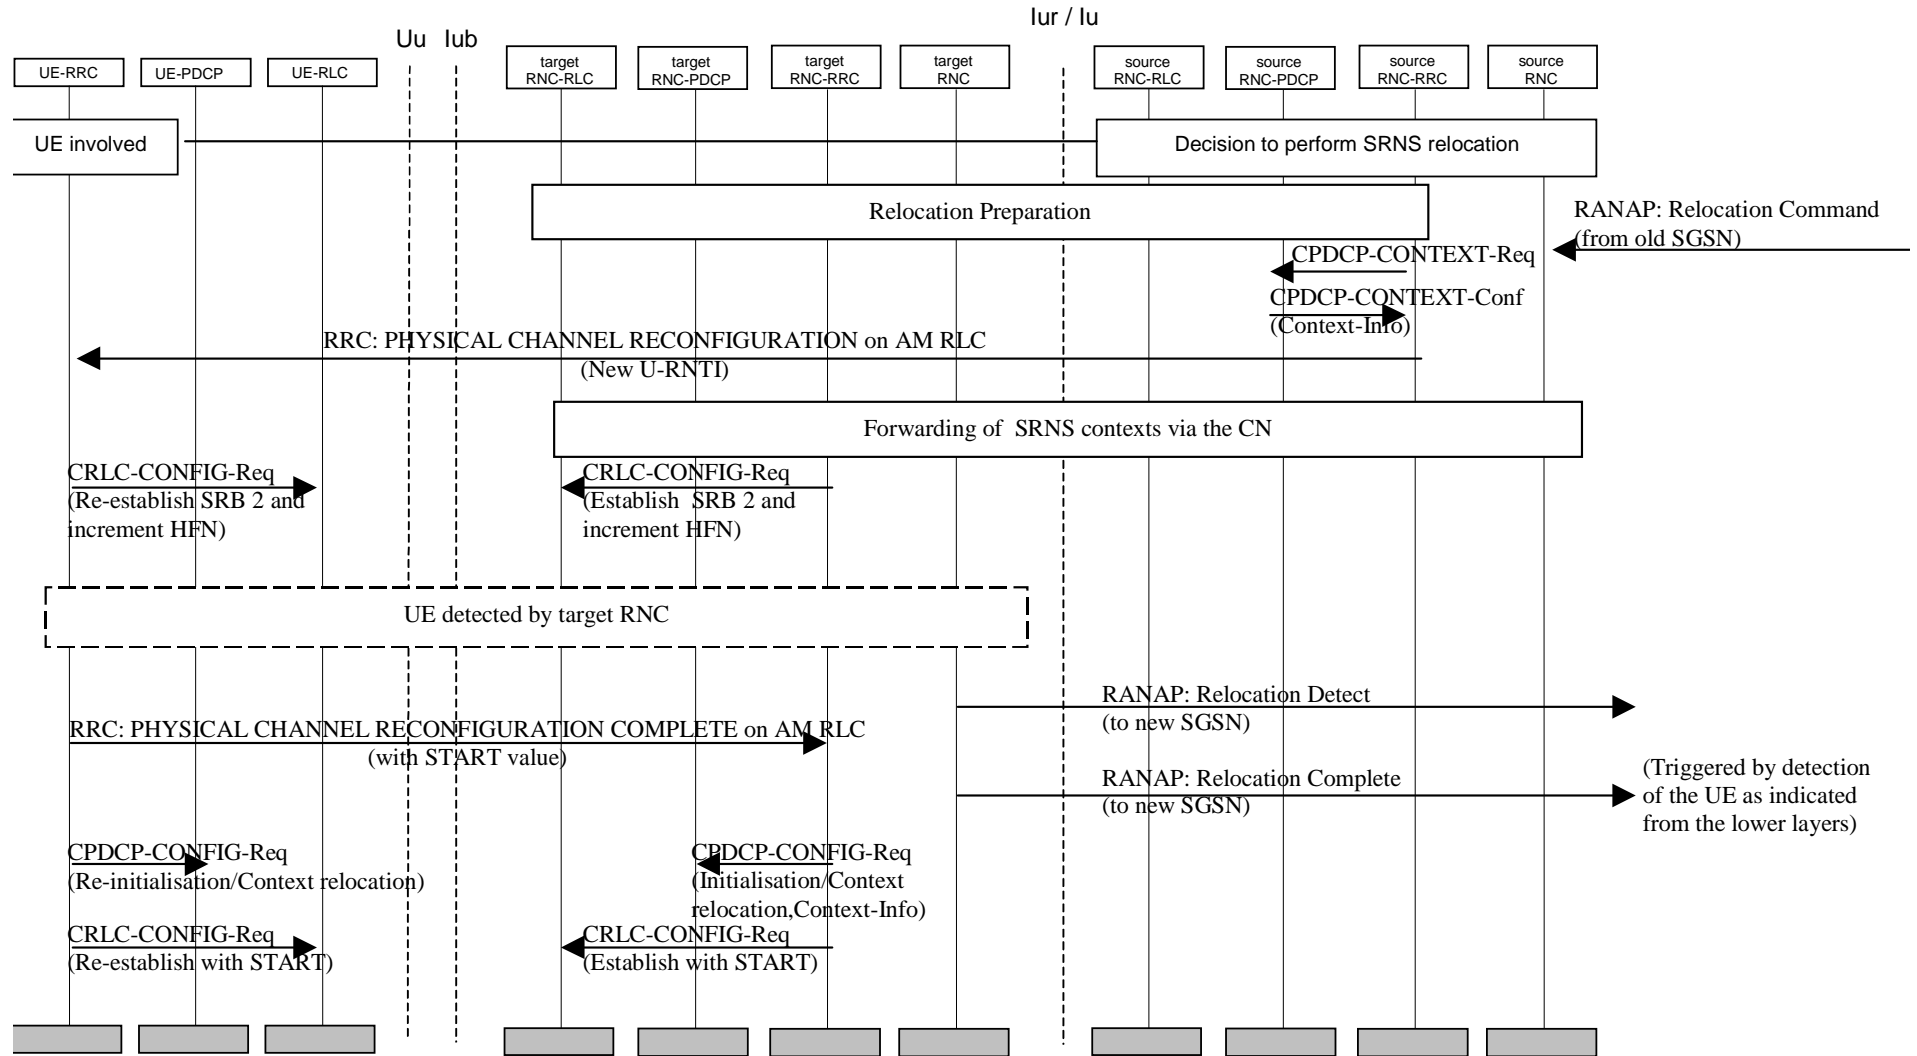 Iur / Iu
Uu Iub
UE-RRC
UE-PDCP
UE-RLC
target
RNC-RLC
target
RNC-PDCP
target
RNC-RRC
target
RNC
source
RNC-RLC
source
RNC-PDCP
source
RNC-RRC
source
RNC
UE involved
Decision to perform SRNS relocation
Relocation Preparation
RANAP: Relocation Command
(from old SGSN)
CPDCP-CONTEXT-Req
CPDCP-CONTEXT-Conf
(Context-Info)
RRC: PHYSICAL CHANNEL RECONFIGURATION on AM RLC
(New U-RNTI)
Forwarding of SRNS contexts via the CN
CRLC-CONFIG-Req
(Re-establish SRB 2 and
increment HFN)
CRLC-CONFIG-Req
(Establish SRB 2 and
increment HFN)
UE detected by target RNC
RANAP: Relocation Detect
(to new SGSN)
RRC: PHYSICAL CHANNEL RECONFIGURATION COMPLETE on AM RLC
(with START value)
RANAP: Relocation Complete
(to new SGSN)
(Triggered by detection
of the UE as indicated
from the lower layers)
CPDCP-CONFIG-Req
(Re-initialisation/Context relocation)
CPDCP-CONFIG-Req
(Initialisation/Context
relocation,Context-Info)
CRLC-CONFIG-Req
(Re-establish with START)
CRLC-CONFIG-Req
(Establish with START)